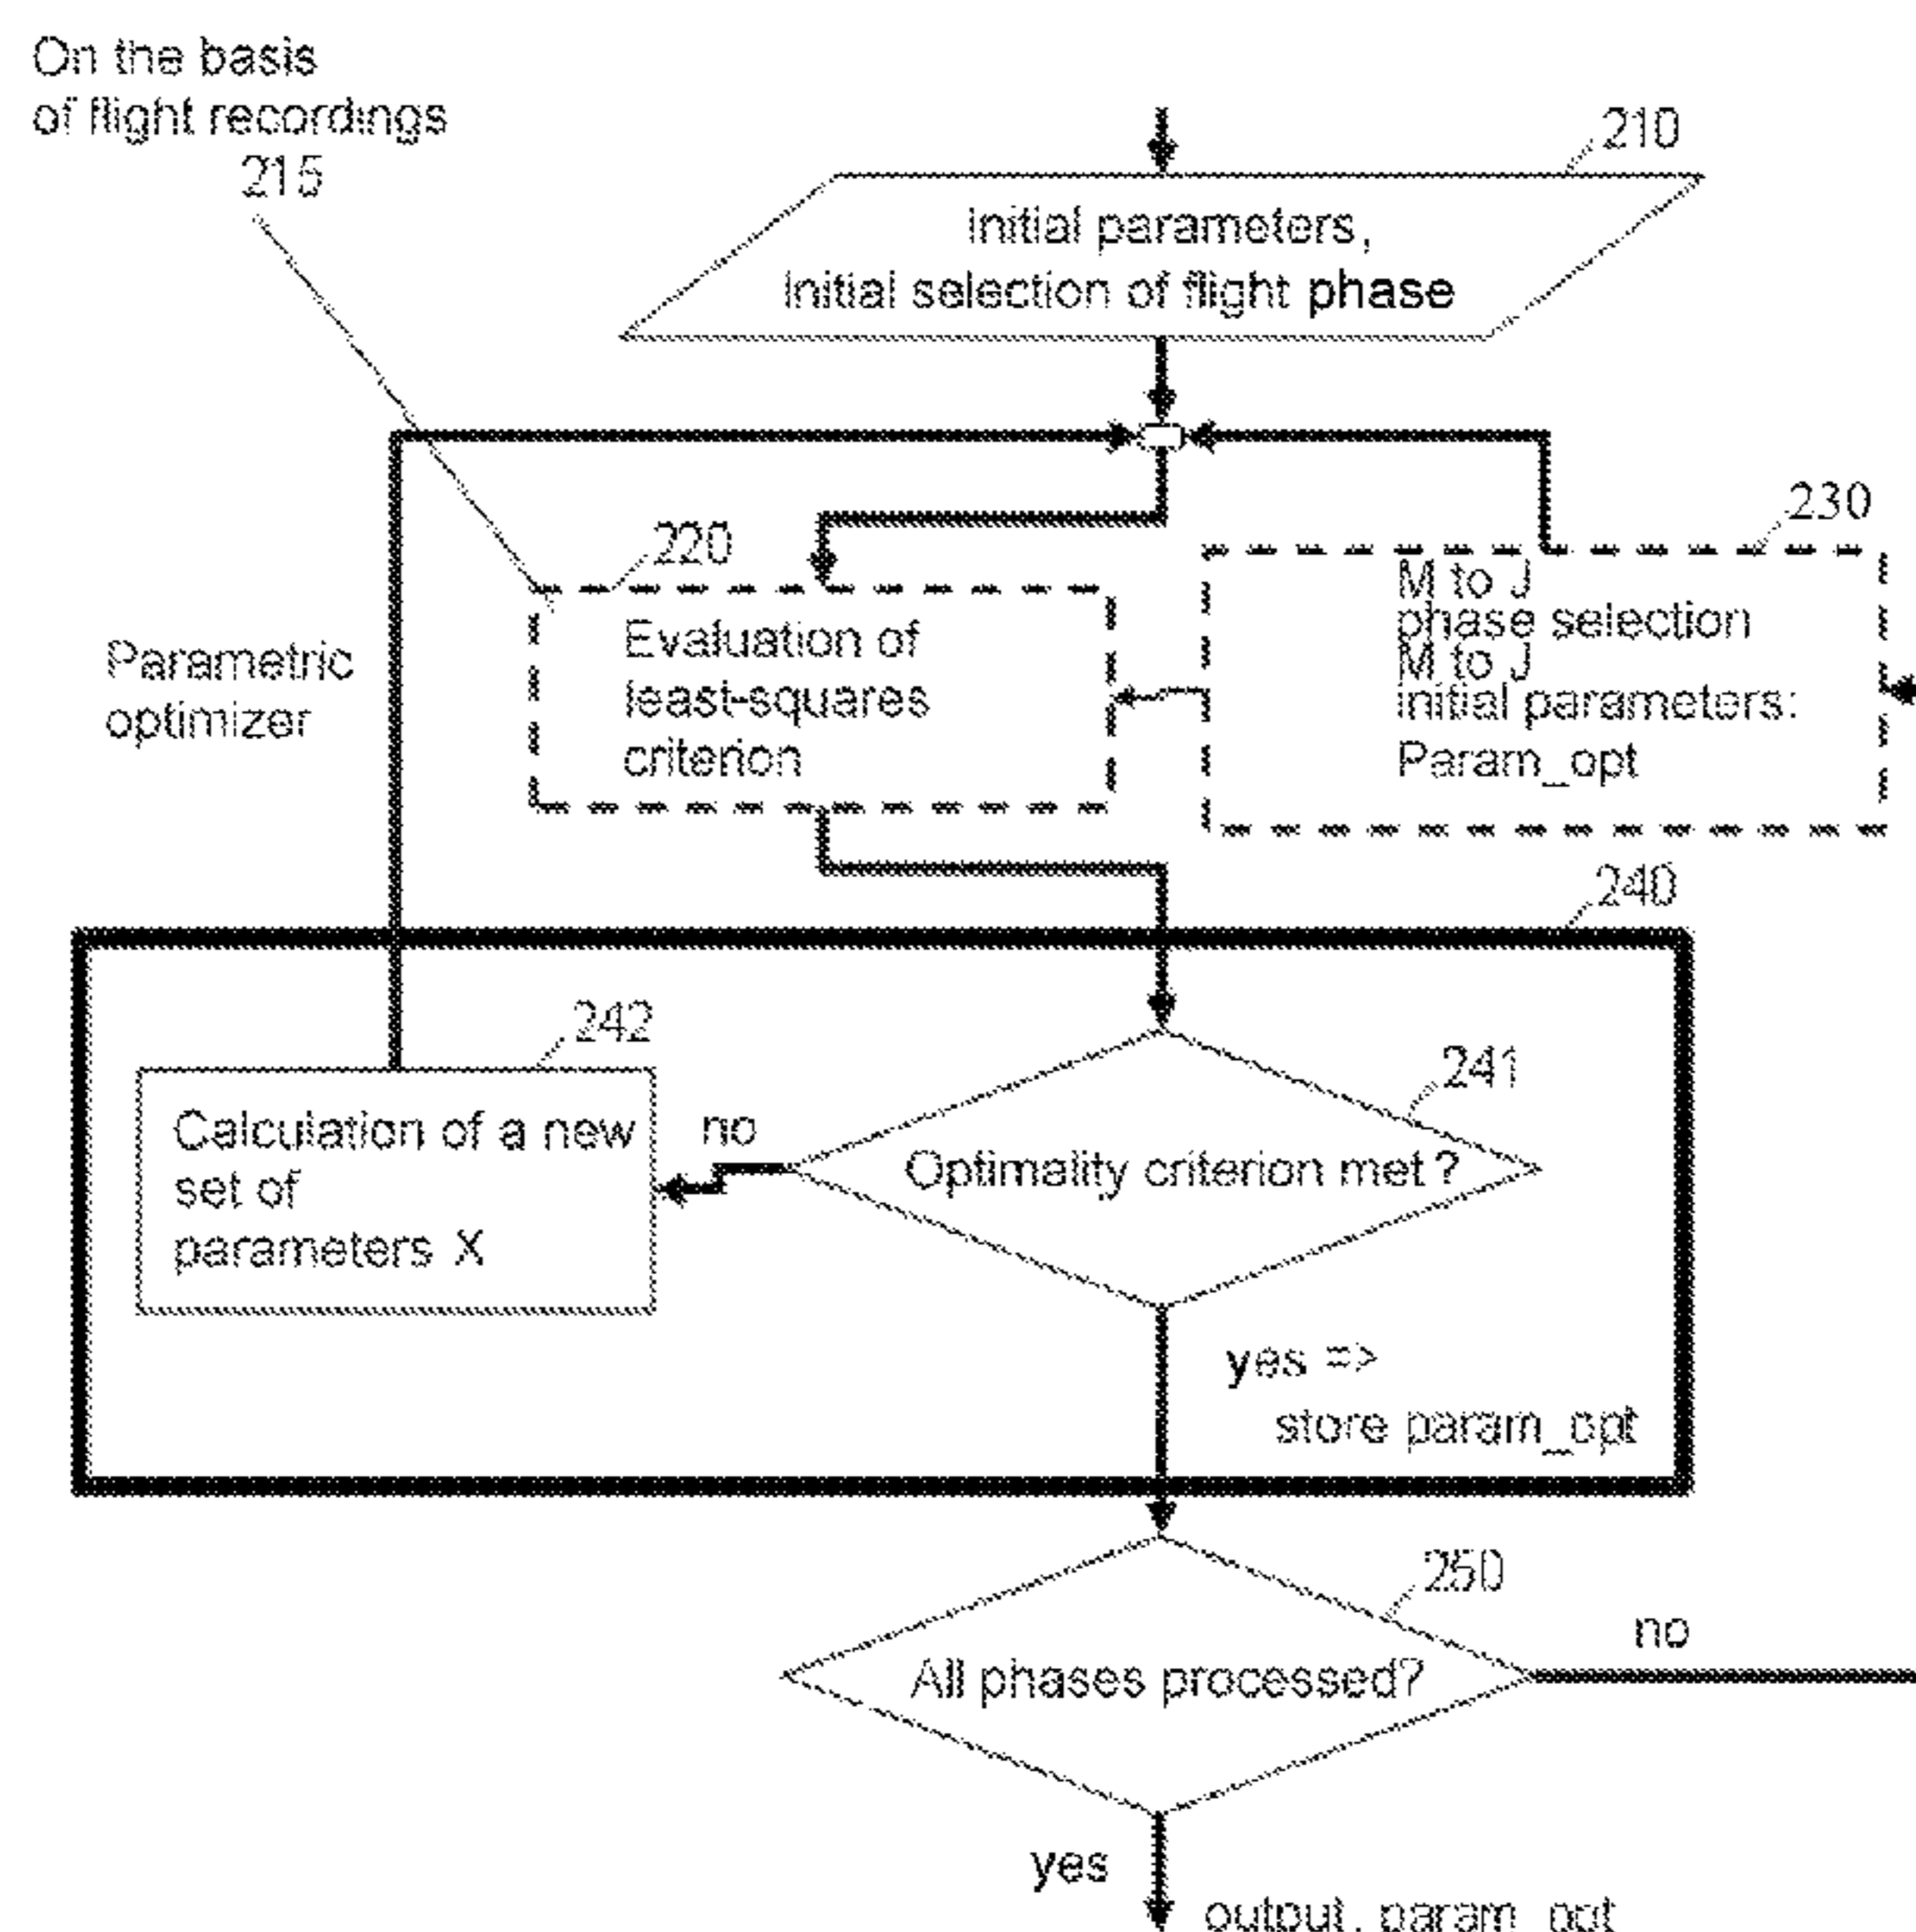 On the basis
of flight recordings
215
210
Initial parameters,
Initial selection of flight phase
230
220
M to J
phase selection
M to J
initial parameters:
Param_opt
Evaluation of
least-squares
criterion
Parametric
optimizer
240
242
241
Calculation of a new
set of
parameters X
no
Optimality criterion met?
yes =>
store param_opt
250
no
All phases processed?
yes
output, param_opt